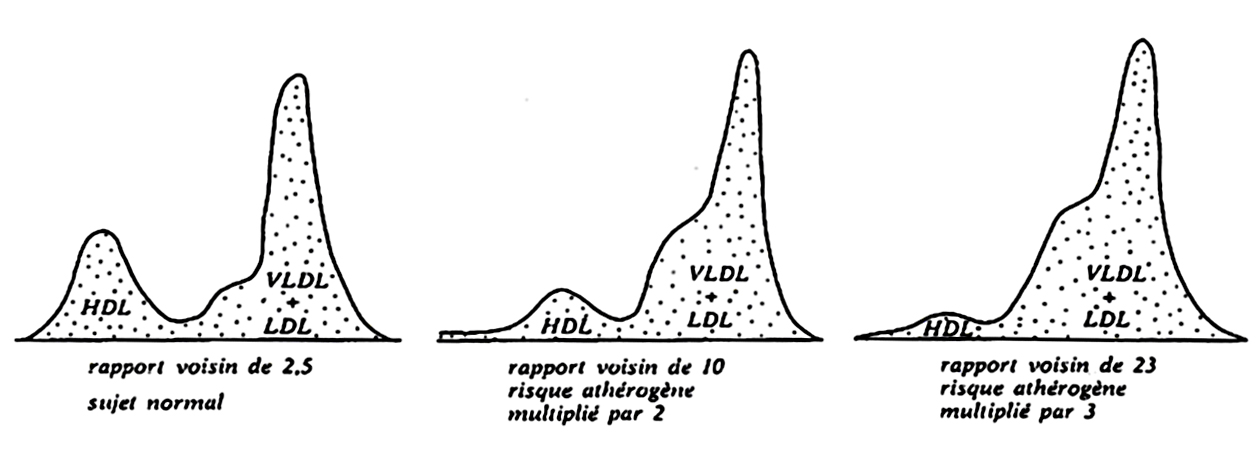 HDL
VLDL
+
LDL
rapport voisin de 2,5
sujet normal
HDL
VLDL
+
LDL
rapport voisin de 10
risque athérogène
multiplié par 2
HDL
VLDL
+
LDL
rapport voisin de 23
risque athérogène
multiplié par 3